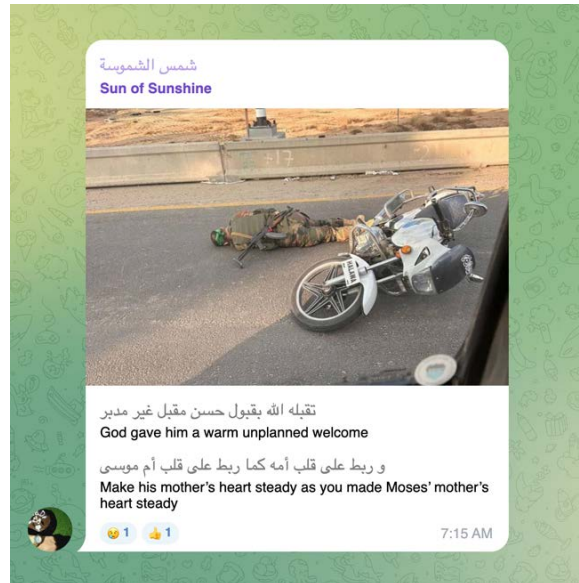 شمس الشموسة
Sun of Sunshine
تقبله الله بقبول حسن مقبل غير مدبر
God gave him a warm unplanned welcome
و ربط على قلب أمه كما ربط على قلب أم موسى
Make his mother’s heart steady as you made Moses’ mother’s
heart steady
1
1
7:15 AM